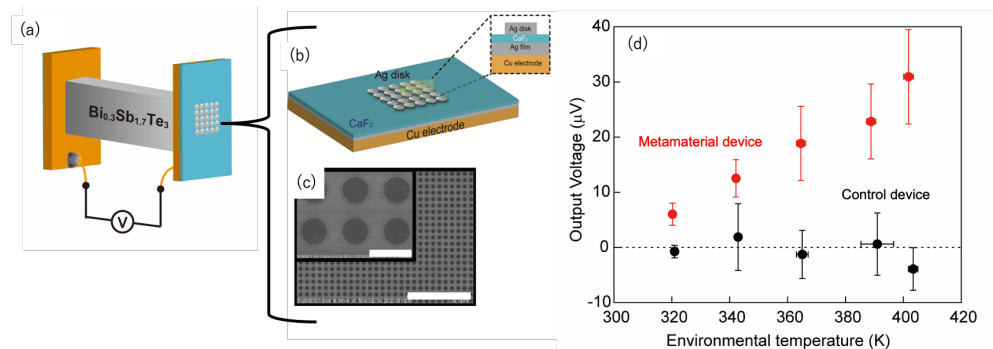 (a)
Bi0.3Sb1.7Te3
V
(b)
Ag disk
CaF2
Cu electrode
Ag disk
CaF2
Ag film
Cu electrode
(c)
(d)
Output Voltage (μV)
40
30
20
10
0
-10
Metamaterial device
Control device
300
320
340
360
380
400
420
Environmental temperature (K)